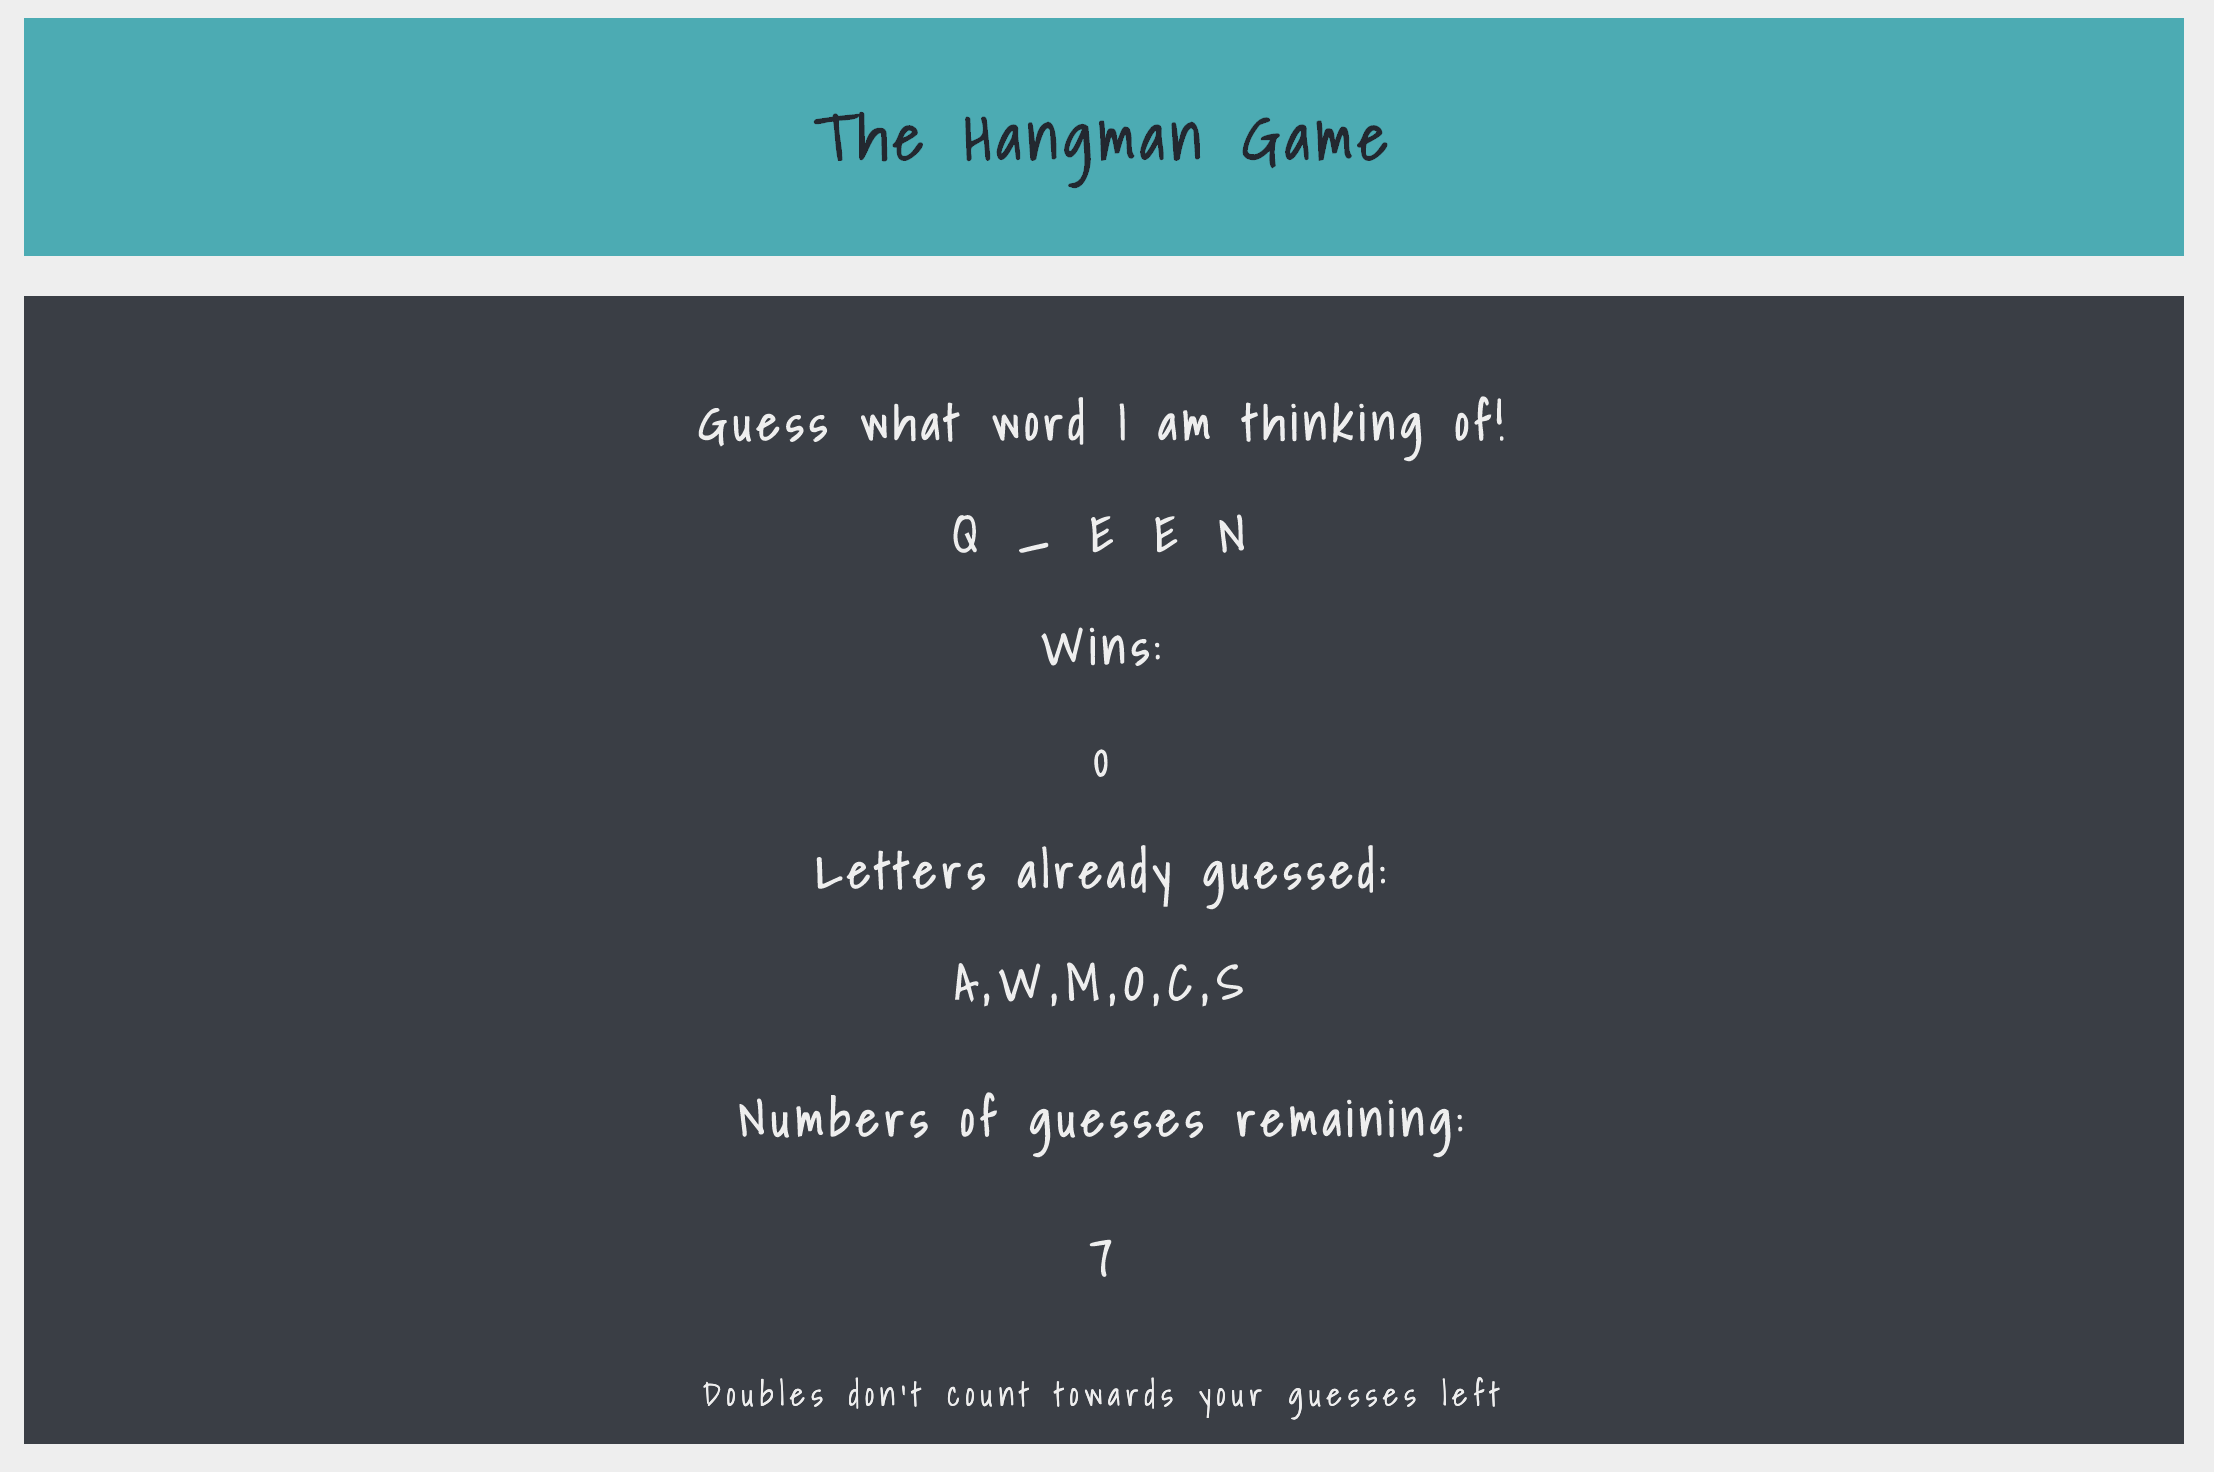 The Hangman Game
Guess what word I am thinking of!
Q _ E E N
Wins:
0
Letters already guessed:
A,W,M,O,C,S
Numbers of guesses remaining:
7
Doubles don't count towards your guesses left